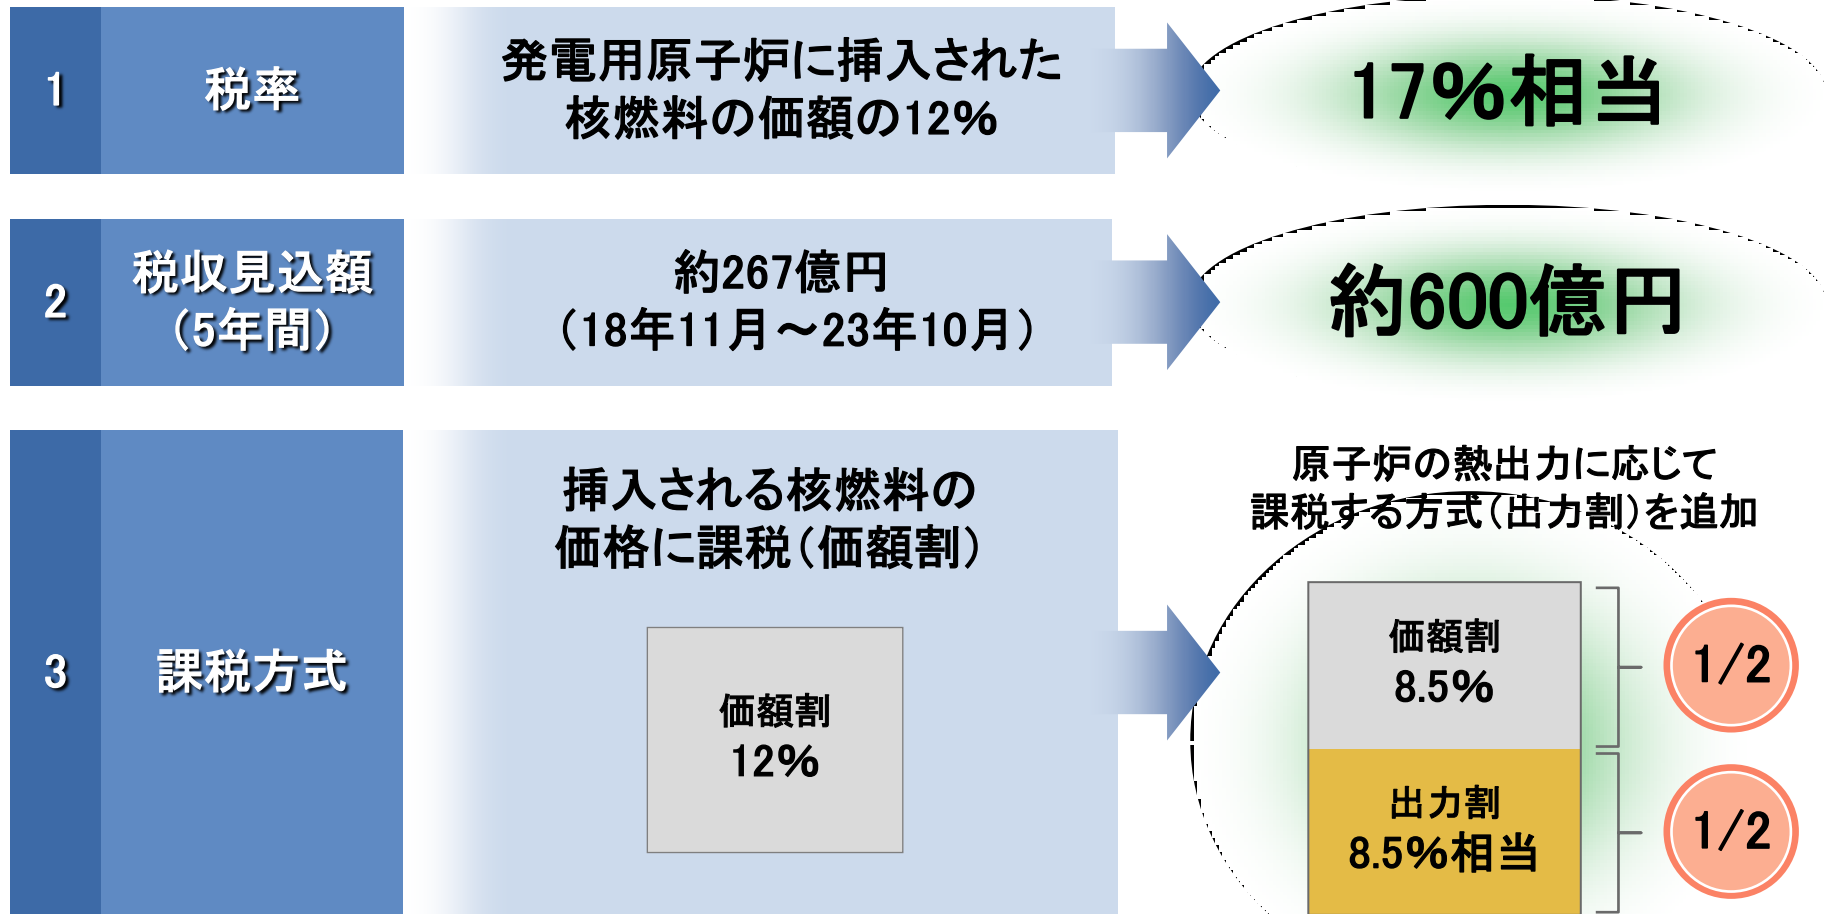 1
税率
発電用原子炉に挿入された
核燃料の価額の12%
17%相当
2
税収見込額
（5年間）
約267億円
（18年11月～23年10月）
約600億円
3
課税方式
挿入される核燃料の
価格に課税（価額割）
価額割
12%
原子炉の熱出力に応じて
課税する方式（出力割）を追加
価額割
8.5%
1/2
出力割
8.5%相当
1/2